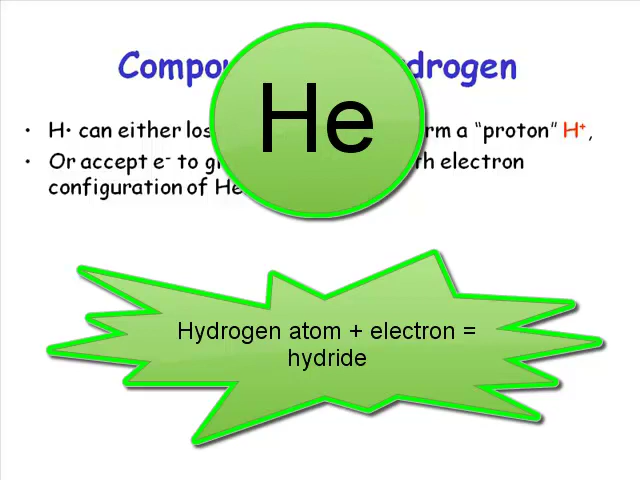 Compo drogen
He
• H• can either los rm a “proton” H⁺,
• Or accept e⁻ to g th electron
configuration of He
Hydrogen atom + electron =
hydride